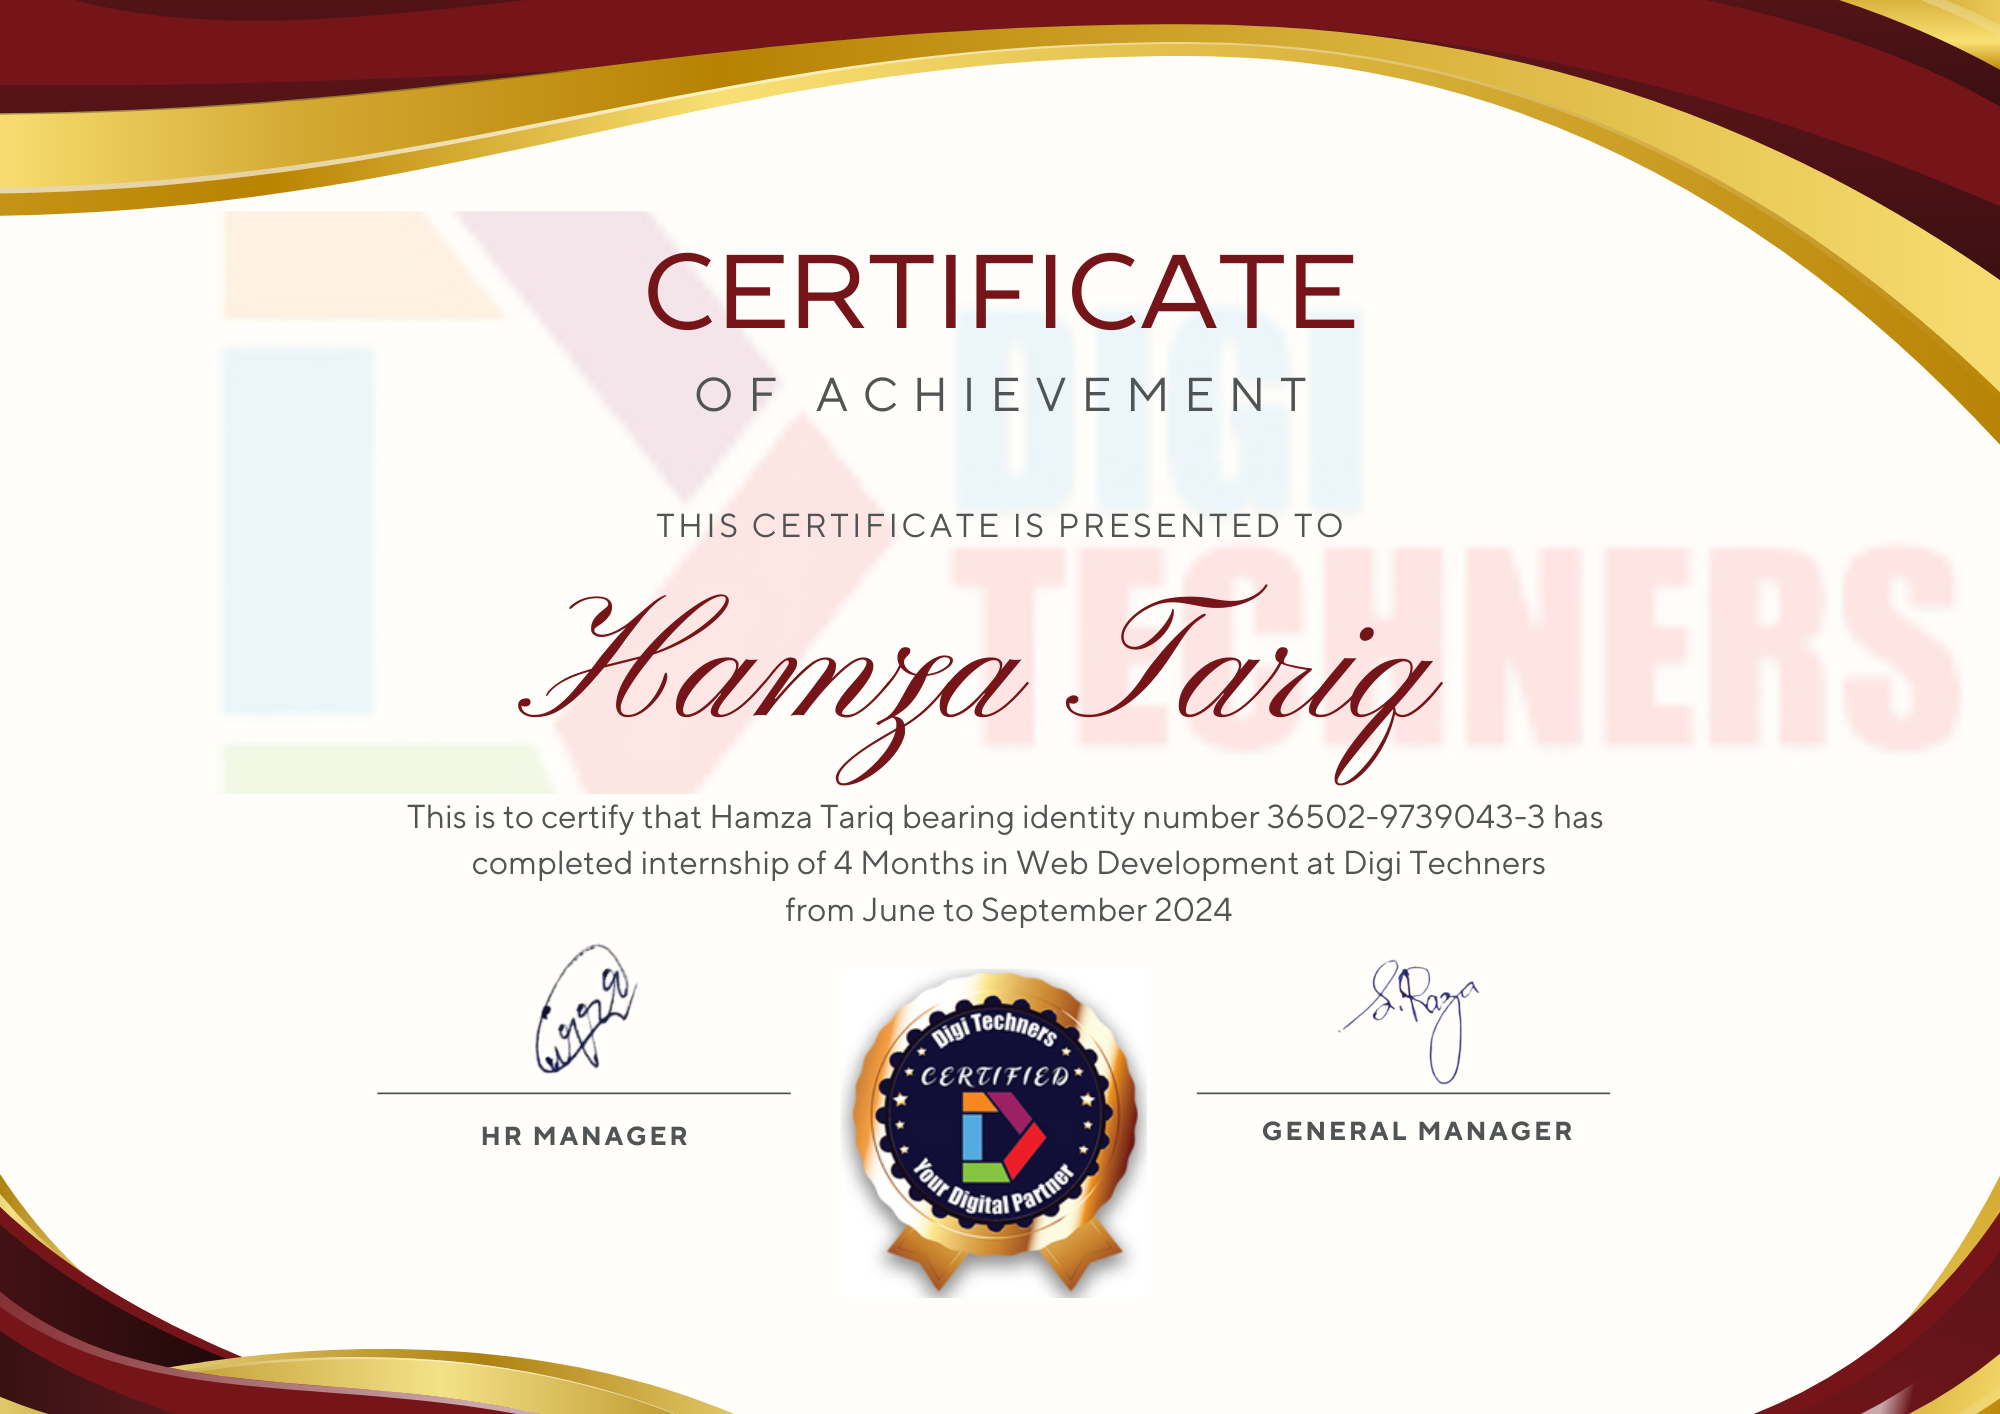 CERTIFICATE
OF ACHIEVEMENT
DIGI
TECHNERS
THIS CERTIFICATE IS PRESENTED TO
Hamza Tariq
This is to certify that Hamza Tariq bearing identity number 36502-9739043-3 has
completed internship of 4 Months in Web Development at Digi Techners
from June to September 2024
S.Raza
HR MANAGER
GENERAL MANAGER
Digi Techners
CERTIFIED
Your Digital Partner